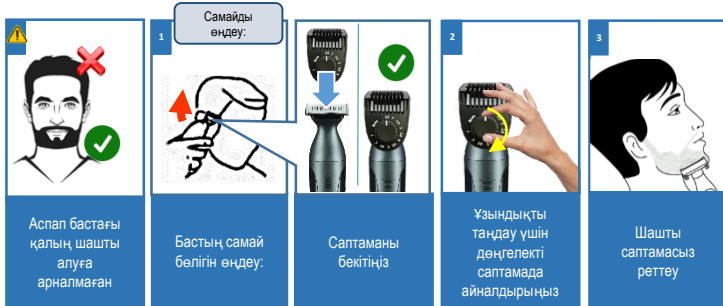 Самайды
өңдеу:
1
2
3
Аспап бастағы
қалың шашты
алуға
арналмаған
Бастың самай
бөлігін өңдеу:
Саптаманы
бекітіңіз
Ұзындықты
таңдау үшін
дөңгелекті
саптамада
айналдырыңыз
Шашты
саптамасыз
реттеу